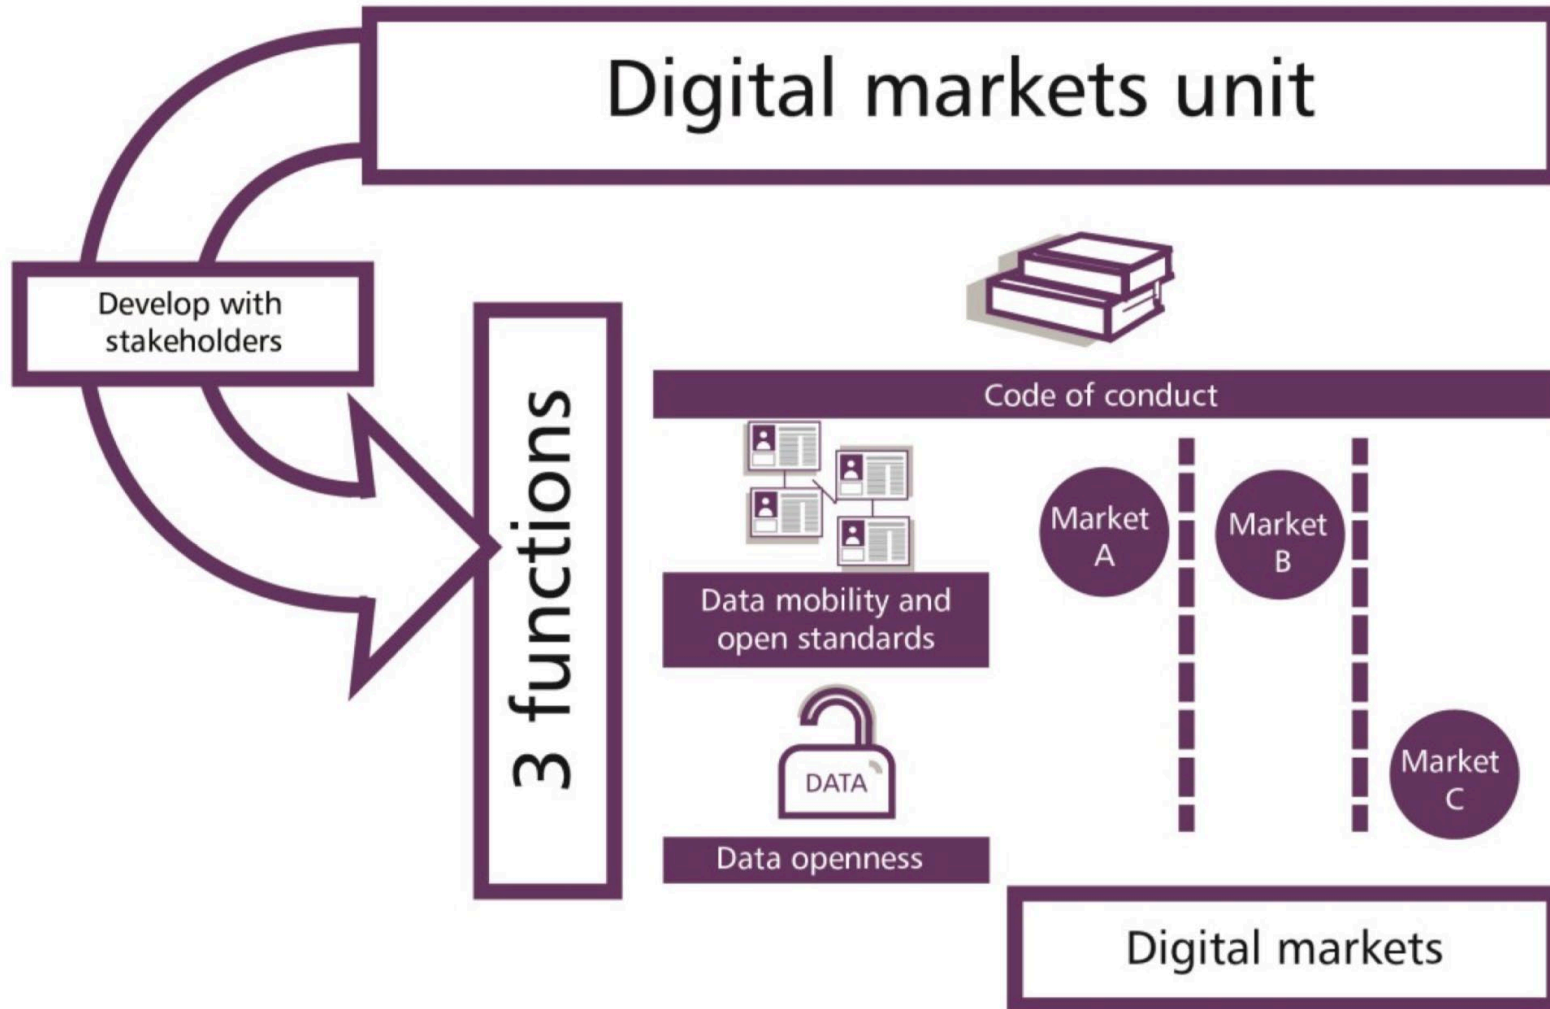 Digital markets unit
Develop with
stakeholders
3 functions
Code of conduct
Data mobility and
open standards
DATA
Data openness
Market
A
Market
B
Market
C
Digital markets